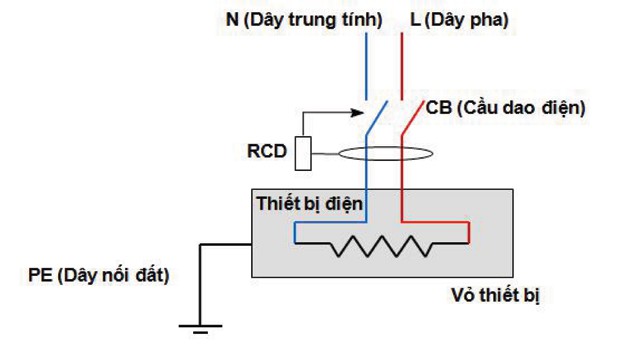 N (Dây trung tính)
L (Dây pha)
CB (Cầu dao điện)
RCD
Thiết bị điện
PE (Dây nối đất)
Vỏ thiết bị